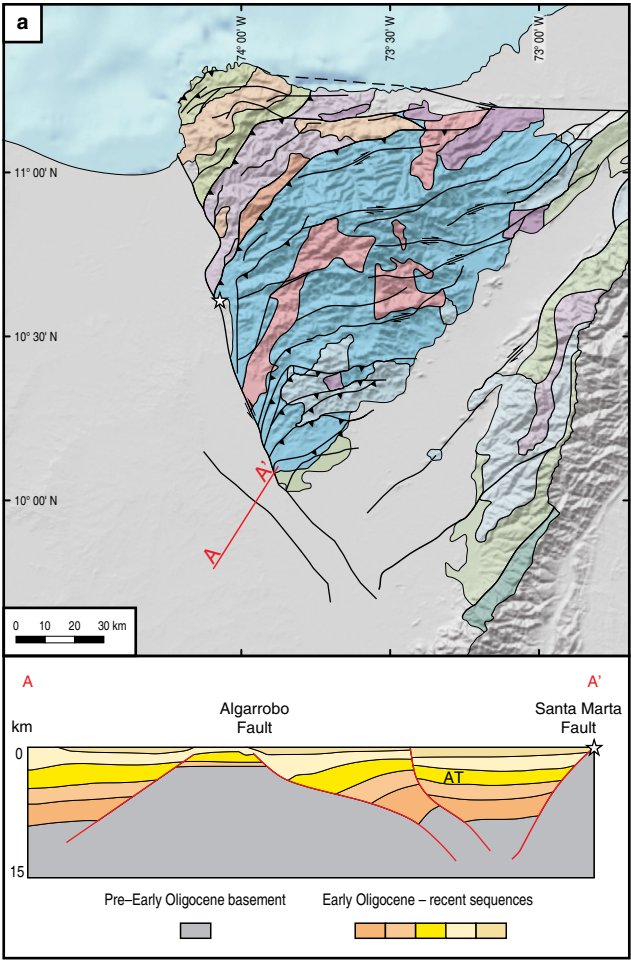 a
74° 00' W
73° 30' W
73° 00' W
11° 00' N
10° 30' N
10° 00' N
A'
A
0 10 20 30 km
A
A'
Algarrobo
Fault
Santa Marta
Fault
km
0
AT
15
Pre–Early Oligocene basement
Early Oligocene – recent sequences